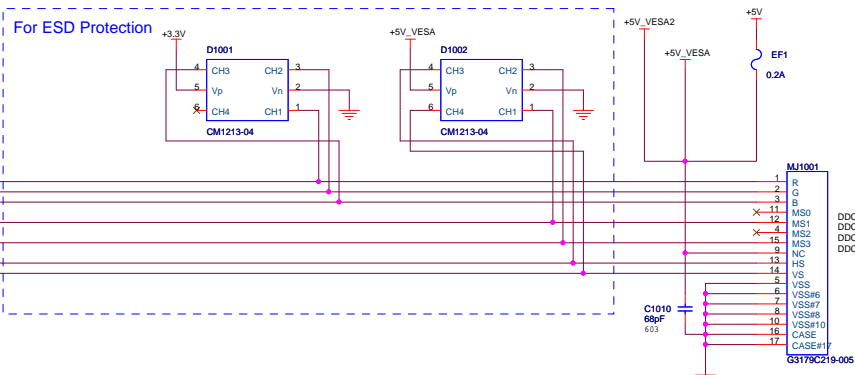 For ESD Protection
+3.3V
D1001
4 CH3 CH2 3
5 Vp Vn 2
6 CH4 CH1 1
CM1213-04
+5V_VESA
D1002
4 CH3 CH2 3
5 Vp Vn 2
6 CH4 CH1 1
CM1213-04
+5V_VESA2
+5V_VESA
+5V
EF1
0.2A
MJ1001
1 R
2 G
3 B
11 MS0
12 MS1
4 MS2
15 MS3
9 NC
13 HS
14 VS
5 VSS
6 VSS#6
7 VSS#7
8 VSS#8
10 VSS#10
16 CASE
17 CASE#17
G3179C219-005
DDC
DDC
DDC
DDC
C1010
68pF
603